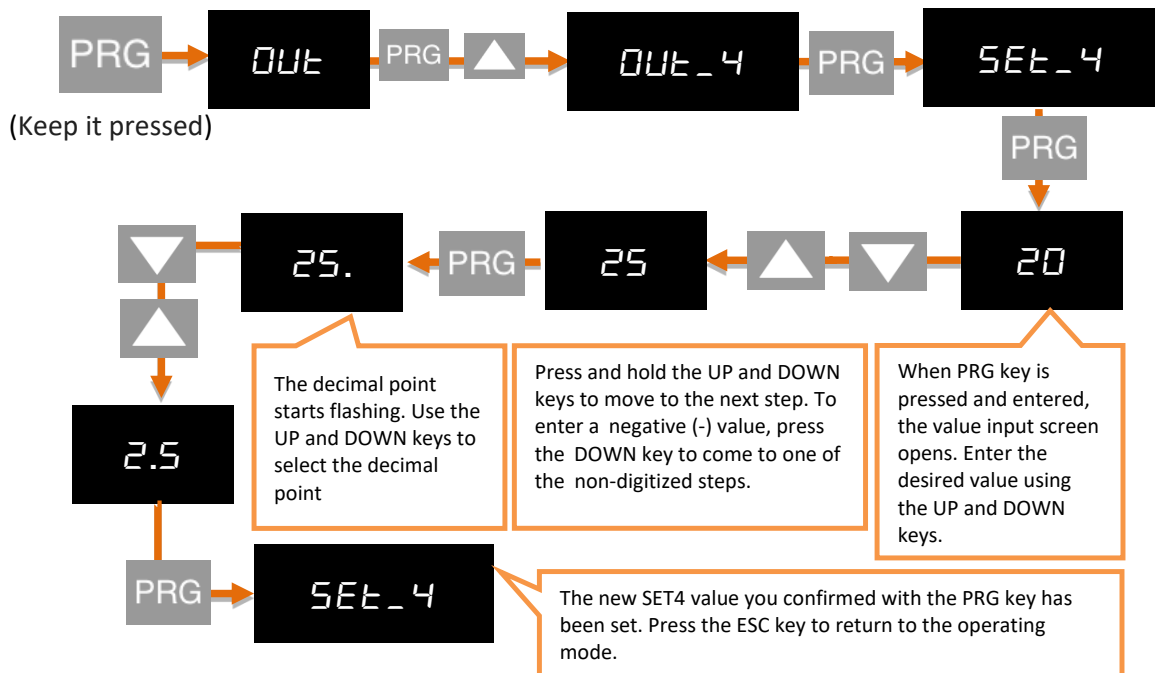 PRG
OUt
PRG
OUt_4
PRG
SEt_4
(Keep it pressed)
PRG
25.
PRG
25
20
The decimal point
starts flashing. Use the
UP and DOWN keys to
select the decimal
point
Press and hold the UP and DOWN
keys to move to the next step. To
enter a negative (-) value, press
the DOWN key to come to one of
the non-digitized steps.
When PRG key is
pressed and entered,
the value input screen
opens. Enter the
desired value using
the UP and DOWN
keys.
2.5
PRG
SEt_4
The new SET4 value you confirmed with the PRG key has
been set. Press the ESC key to return to the operating
mode.